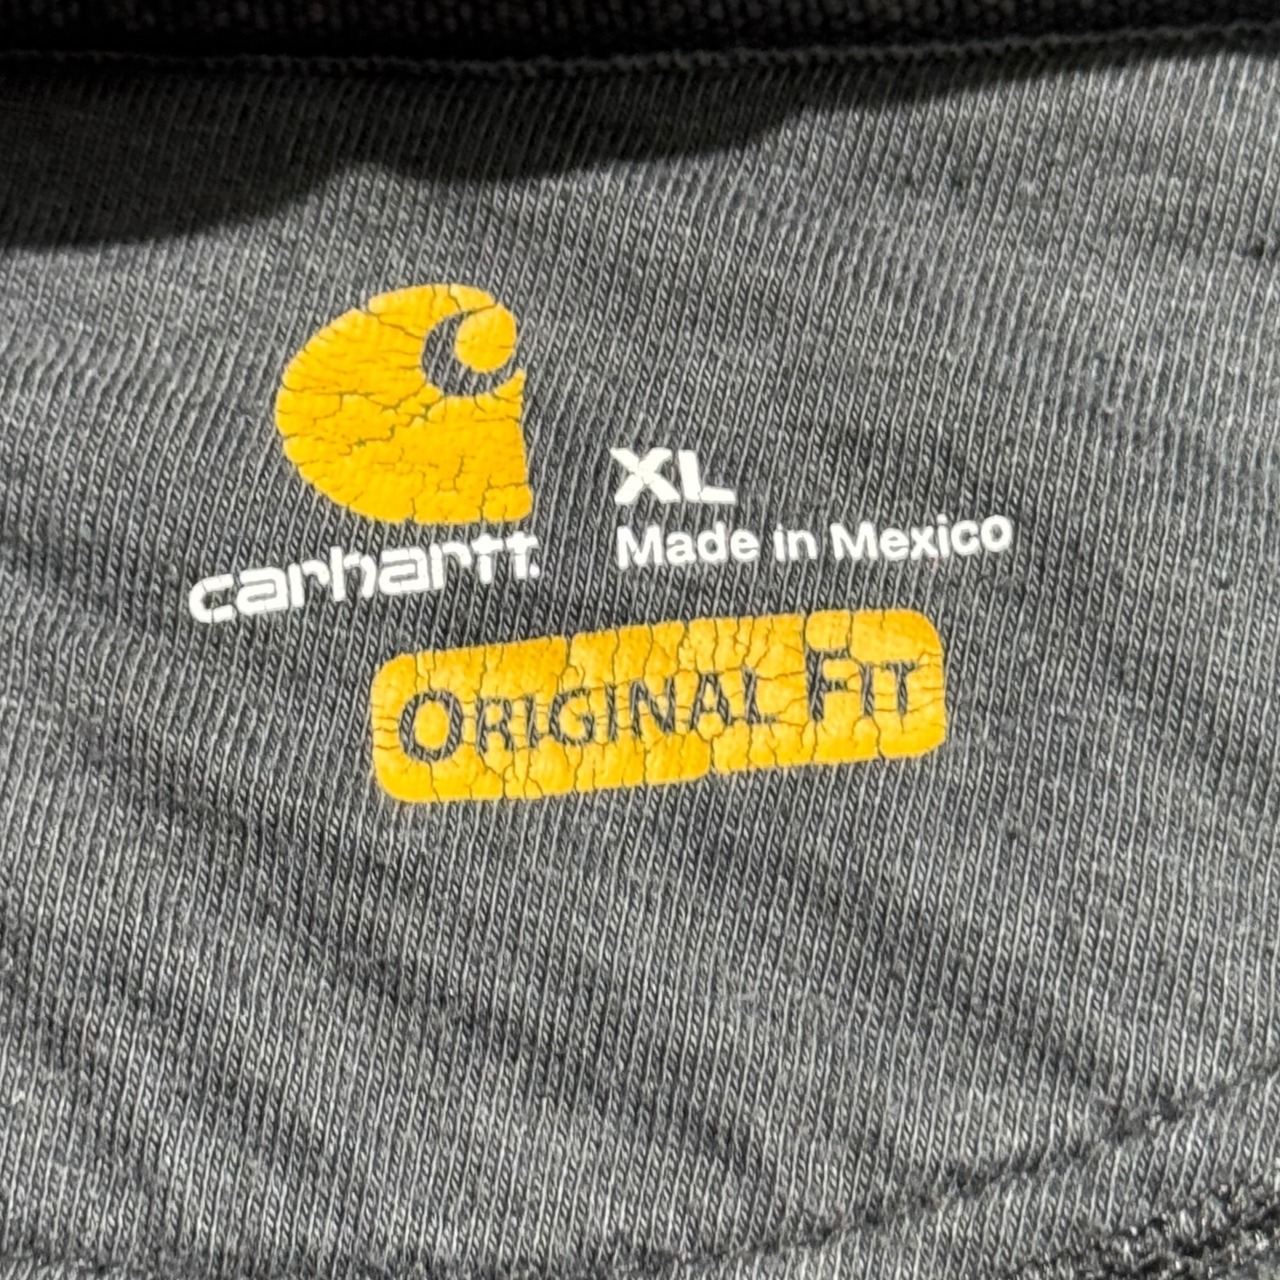 carhartt
XL
Made in Mexico
ORIGINAL FIT